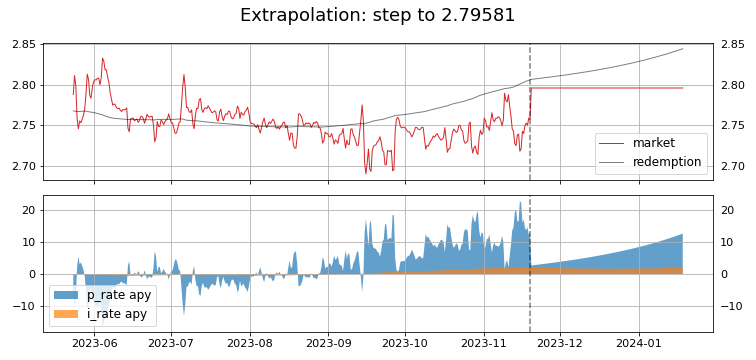 Extrapolation: step to 2.79581
2.85 2.85
2.80 2.80
2.75 2.75
2.70 2.70
market
redemption
20 20
10 10
0 0
−10 −10
p_rate apy
i_rate apy
2023-06 2023-07 2023-08 2023-09 2023-10 2023-11 2023-12 2024-01